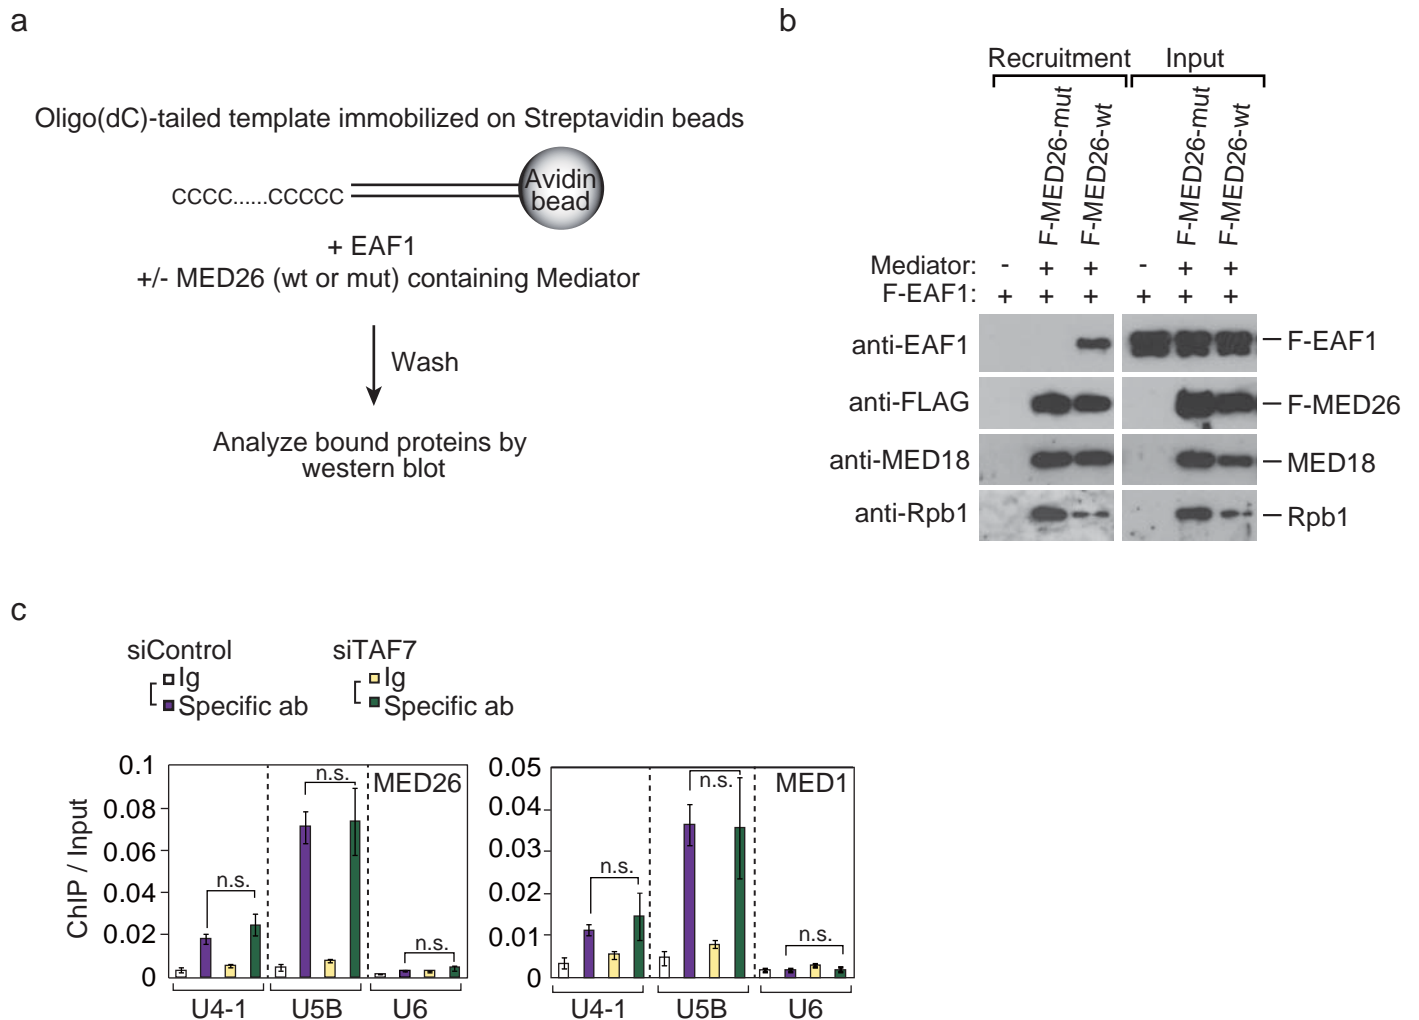 a
Oligo(dC)-tailed template immobilized on Streptavidin beads
CCCC......CCCCC
Avidin
bead
+ EAF1
+/- MED26 (wt or mut) containing Mediator
Wash
Analyze bound proteins by
western blot
b
Recruitment Input
F-MED26-mut F-MED26-wt F-MED26-mut F-MED26-wt
Mediator: - + + - + +
F-EAF1: + + + + + +
anti-EAF1 F-EAF1
anti-FLAG F-MED26
anti-MED18 MED18
anti-Rpb1 Rpb1
c
siControl siTAF7
Ig Ig
Specific ab Specific ab
ChIP / Input
0.1
0.08
0.06
0.04
0.02
0
MED26
n.s.
n.s.
n.s.
U4-1 U5B U6
0.05
0.04
0.03
0.02
0.01
0
MED1
n.s.
n.s.
n.s.
U4-1 U5B U6